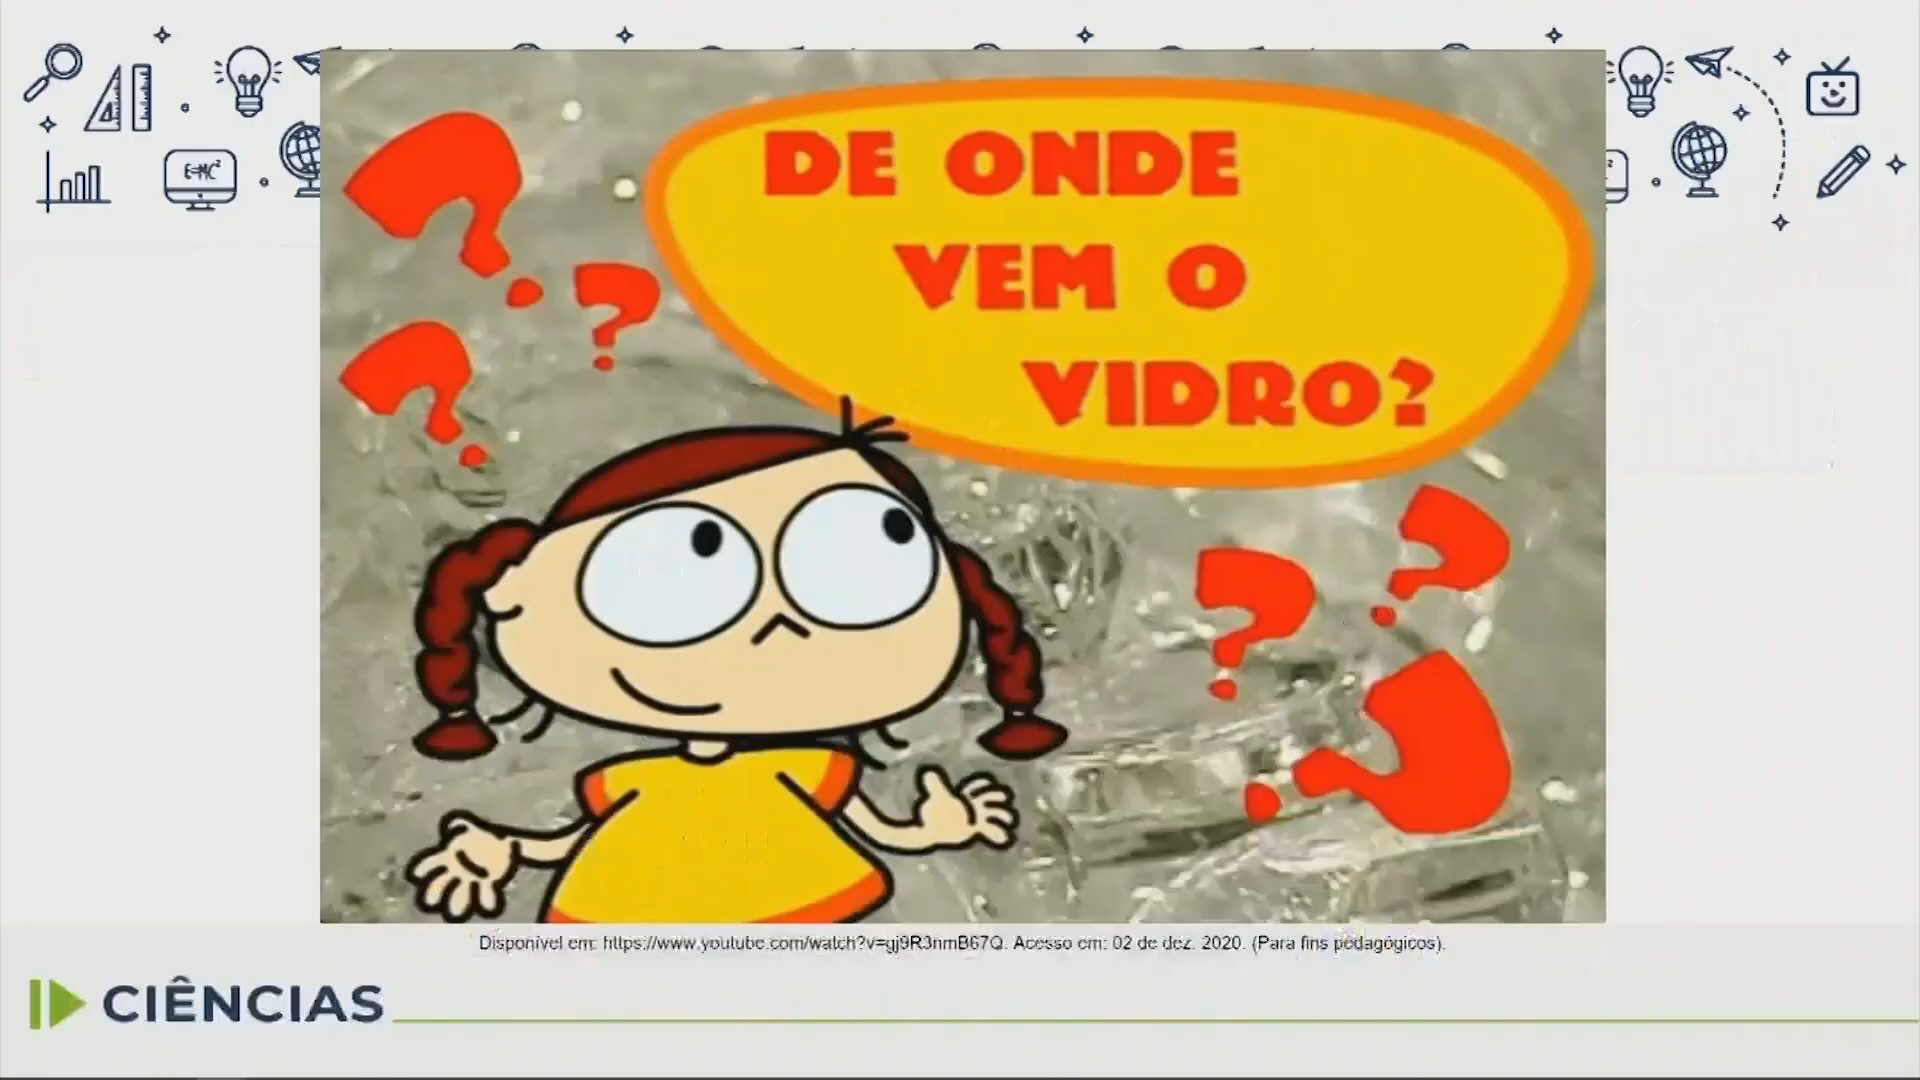 E=MC²
DE ONDE
VEM O
VIDRO?
Disponível em: https://www.youtube.com/watch?v=gj9R3nmB67Q. Acesso em: 02 de dez. 2020. (Para fins pedagógicos).
CIÊNCIAS